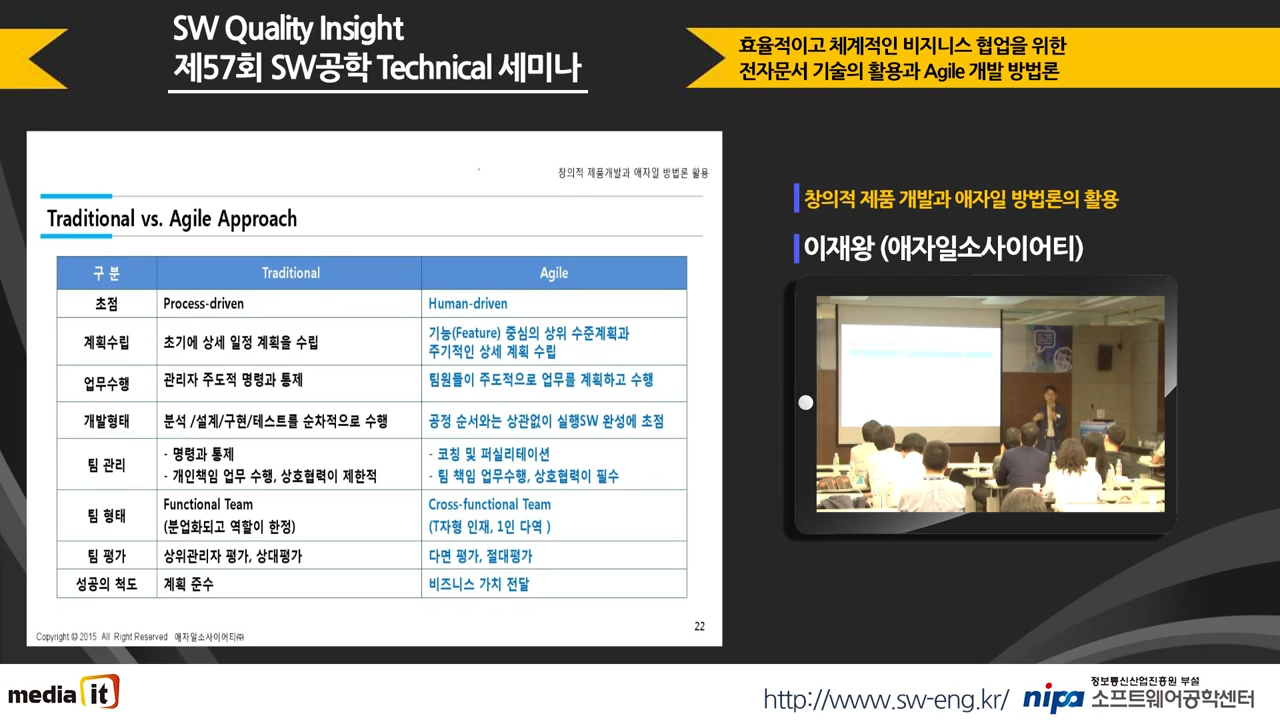 SW Quality Insight
제57회 SW공학 Technical 세미나
효율적이고 체계적인 비지니스 협업을 위한
전자문서 기술의 활용과 Agile 개발 방법론
창의적 제품개발과 애자일 방법론 활용
Traditional vs. Agile Approach
구 분 Traditional Agile
초점 Process-driven Human-driven
계획수립 초기에 상세 일정 계획을 수립 기능(Feature) 중심의 상위 수준계획과
주기적인 상세 계획 수립
업무수행 관리자 주도적 명령과 통제 팀원들이 주도적으로 업무를 계획하고 수행
개발형태 분석 /설계/구현/테스트를 순차적으로 수행 공정 순서와는 상관없이 실행SW 완성에 초점
팀 관리 - 명령과 통제 - 코칭 및 퍼실리테이션
- 개인책임 업무 수행, 상호협력이 제한적 - 팀 책임 업무수행, 상호협력이 필수
팀 형태 Functional Team Cross-functional Team
(분업화되고 역할이 한정) (T자형 인재, 1인 다역 )
팀 평가 상위관리자 평가, 상대평가 다면 평가, 절대평가
성공의 척도 계획 준수 비즈니스 가치 전달
22
Copyright © 2015 All Right Reserved 애자일소사이어티㈜
창의적 제품 개발과 애자일 방법론의 활용
이재왕 (애자일소사이어티)
media it
http://www.sw-eng.kr/
nipa
정보통신산업진흥원 부설
소프트웨어공학센터